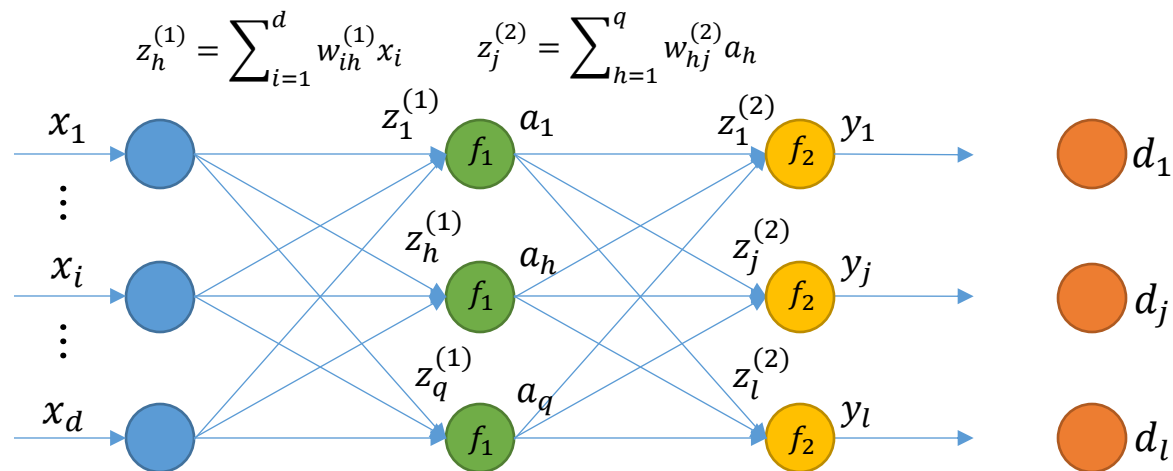 z_h^{(1)} = \sum_{i=1}^{d} w_{ih}^{(1)} x_i    z_j^{(2)} = \sum_{h=1}^{q} w_{hj}^{(2)} a_h
x_1 z_1^{(1)} f_1 a_1 z_1^{(2)} f_2 y_1 d_1
⋮
x_i z_h^{(1)} f_1 a_h z_j^{(2)} f_2 y_j d_j
⋮
x_d z_q^{(1)} f_1 a_q z_l^{(2)} f_2 y_l d_l